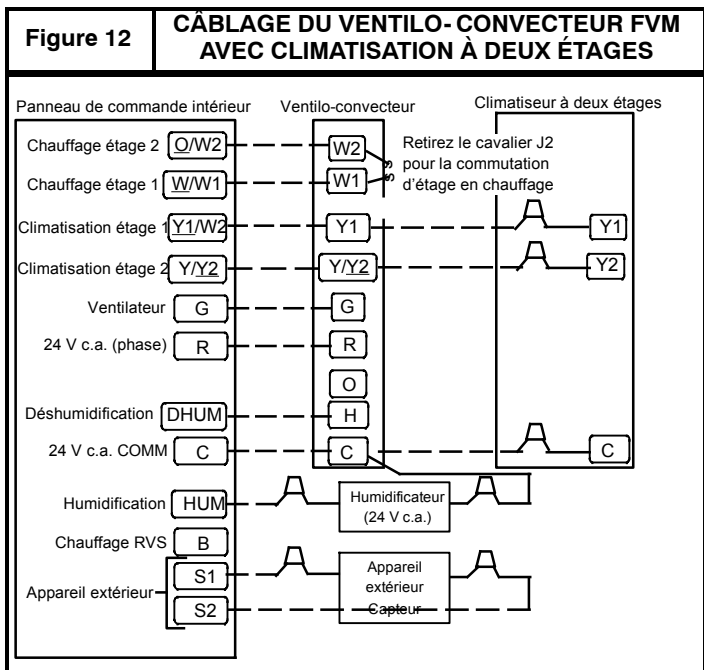 Figure 12
CÂBLAGE DU VENTILO-CONVECTEUR FVM
AVEC CLIMATISATION À DEUX ÉTAGES
Panneau de commande intérieur
Ventilo-convecteur
Climatiseur à deux étages
Chauffage étage 2 O/W2
W2
Retirez le cavalier J2
pour la commutation
d'étage en chauffage
Chauffage étage 1 W/W1
W1
Climatisation étage 1 Y1/W2
Y1
Y1
Climatisation étage 2 Y/Y2
Y/Y2
Y2
Ventilateur G
G
24 V c.a. (phase) R
R
O
Déshumidification DHUM
H
24 V c.a. COMM C
C
C
Humidification HUM
Humidificateur
(24 V c.a.)
Chauffage RVS B
Appareil extérieur
S1
S2
Appareil
extérieur
Capteur